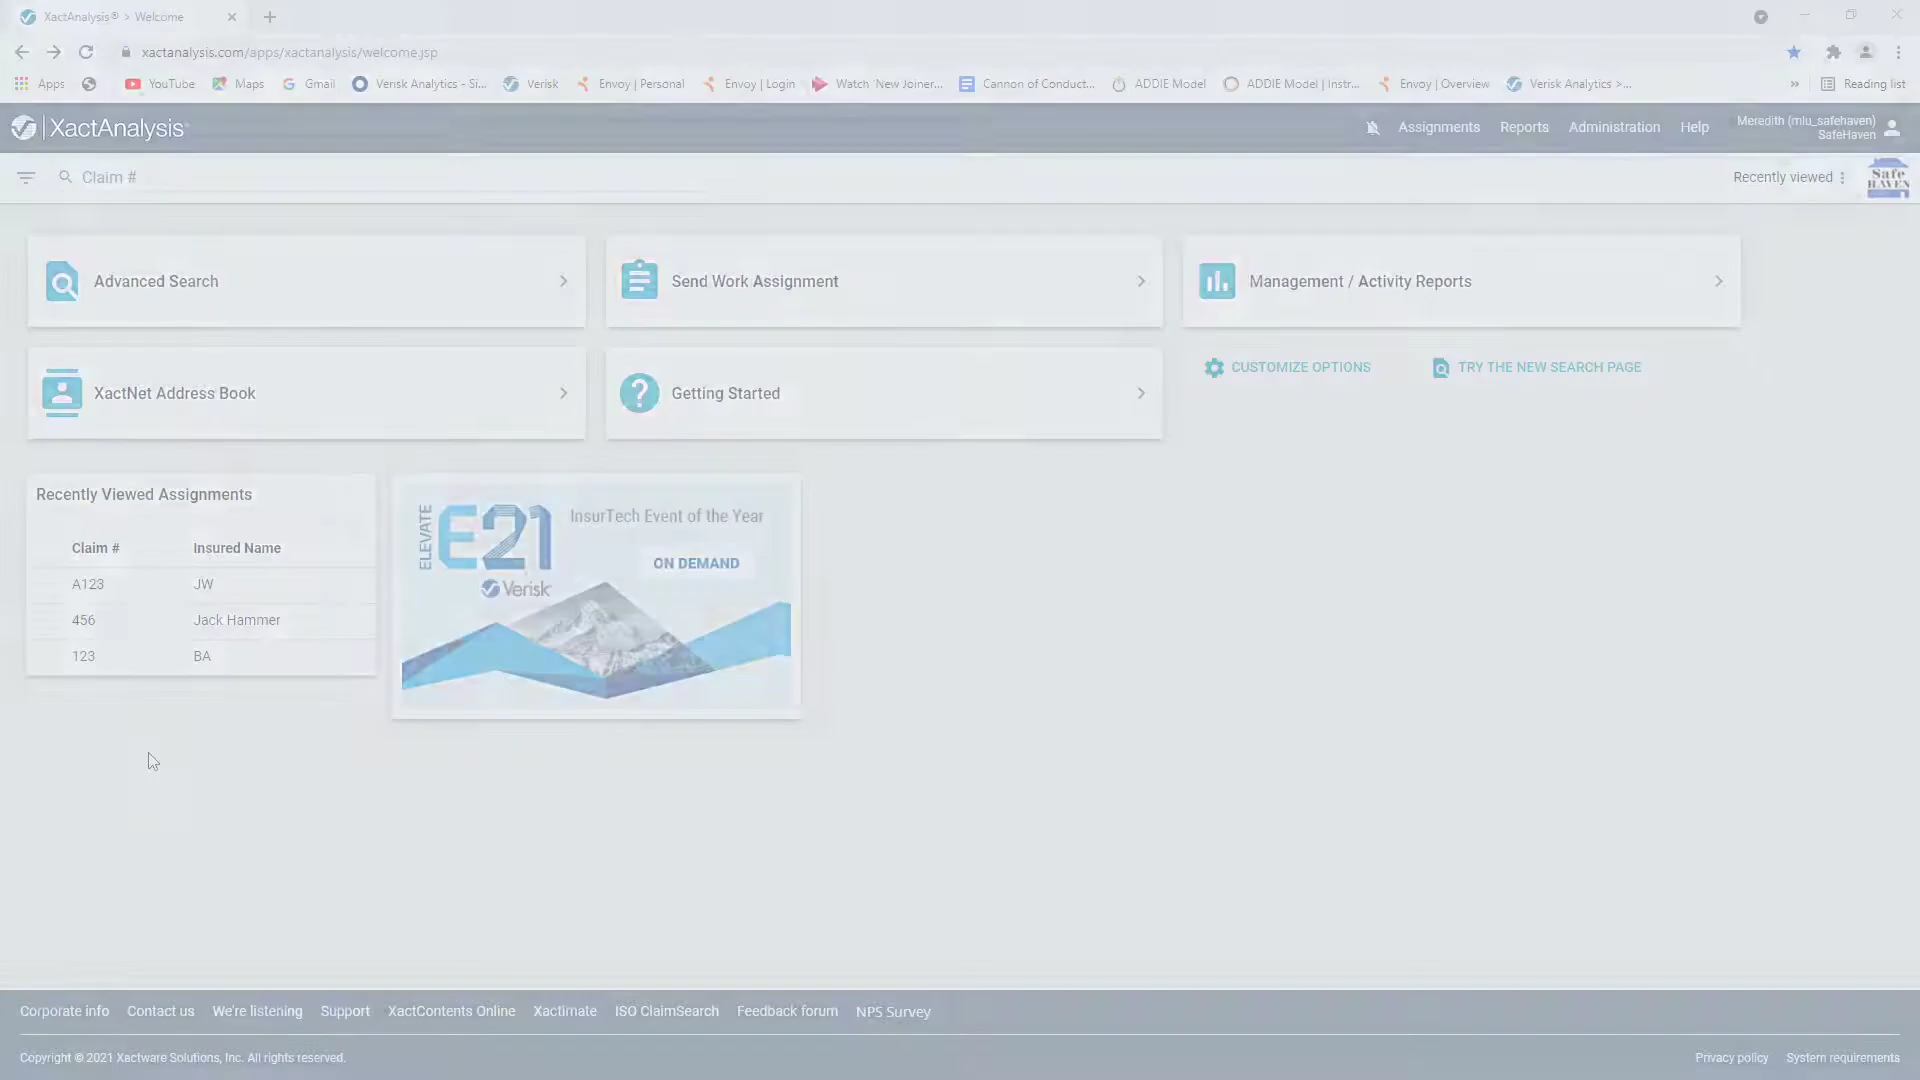 XactAnalysis® > Welcome
xactanalysis.com/apps/xactanalysis/welcome.jsp
Apps YouTube Maps Gmail Verisk Analytics - Si... Verisk Envoy | Personal Envoy | Login Watch 'New Joiner... Cannon of Conduct... ADDIE Model ADDIE Model | Instr... Envoy | Overview Verisk Analytics >... » Reading list
XactAnalysis
Assignments Reports Administration Help
Meredith (mlu_safehaven)
SafeHaven
Claim #
Recently viewed
Safe
HAVEN
Advanced Search
Send Work Assignment
Management / Activity Reports
XactNet Address Book
Getting Started
CUSTOMIZE OPTIONS
TRY THE NEW SEARCH PAGE
Recently Viewed Assignments
Claim # Insured Name
A123 JW
456 Jack Hammer
123 BA
ELEVATE
E21
InsurTech Event of the Year
ON DEMAND
Verisk
Corporate info Contact us We're listening Support XactContents Online Xactimate ISO ClaimSearch Feedback forum NPS Survey
Copyright © 2021 Xactware Solutions, Inc. All rights reserved.
Privacy policy System requirements